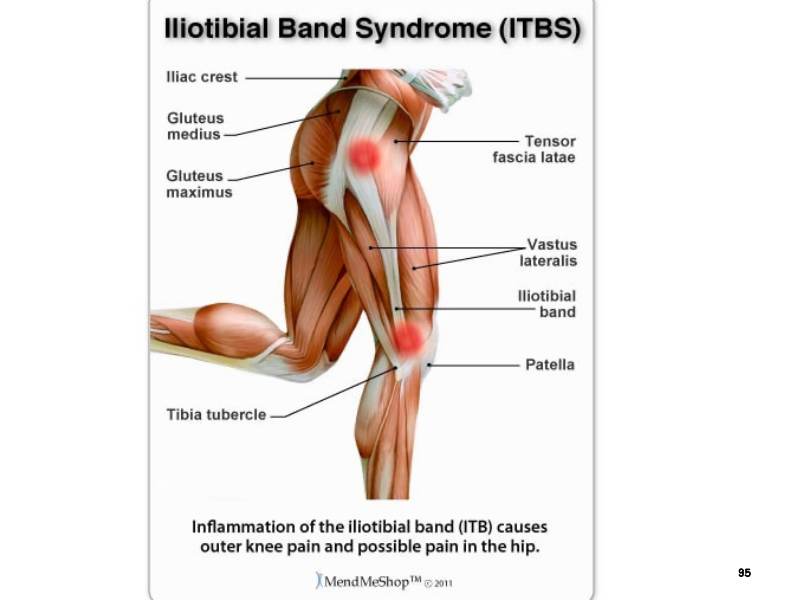 Iliotibial Band Syndrome (ITBS)
Iliac crest
Gluteus
medius
Gluteus
maximus
Tensor
fascia latae
Vastus
lateralis
Iliotibial
band
Patella
Tibia tubercle
Inflammation of the iliotibial band (ITB) causes
outer knee pain and possible pain in the hip.
MendMeShop™ © 2011
95